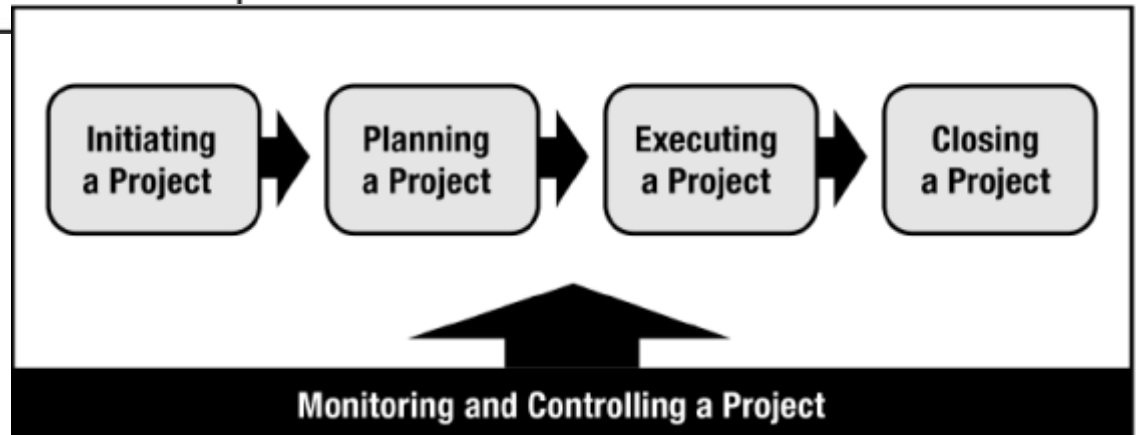 Initiating
a Project
Planning
a Project
Executing
a Project
Closing
a Project
Monitoring and Controlling a Project